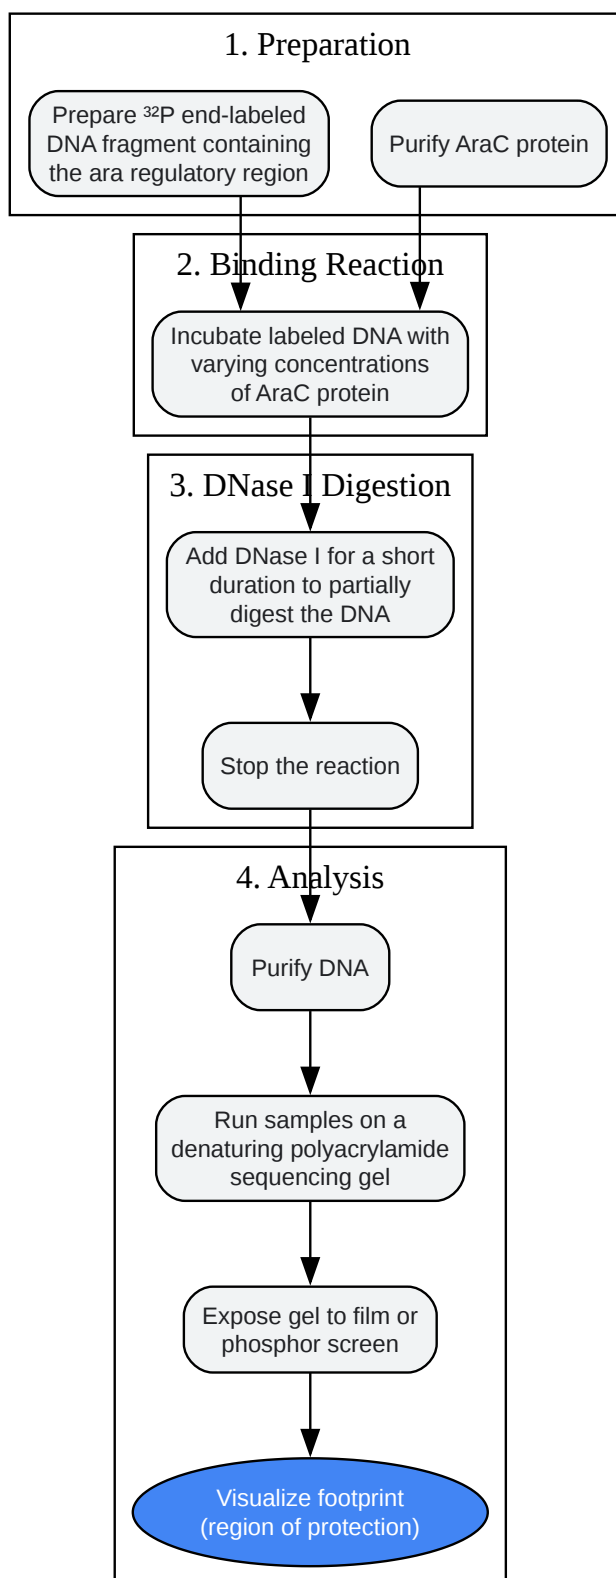 1. Preparation
Prepare ³²P end-labeled
DNA fragment containing
the ara regulatory region
Purify AraC protein
2. Binding Reaction
Incubate labeled DNA with
varying concentrations
of AraC protein
3. DNase I Digestion
Add DNase I for a short
duration to partially
digest the DNA
Stop the reaction
4. Analysis
Purify DNA
Run samples on a
denaturing polyacrylamide
sequencing gel
Expose gel to film or
phosphor screen
Visualize footprint
(region of protection)